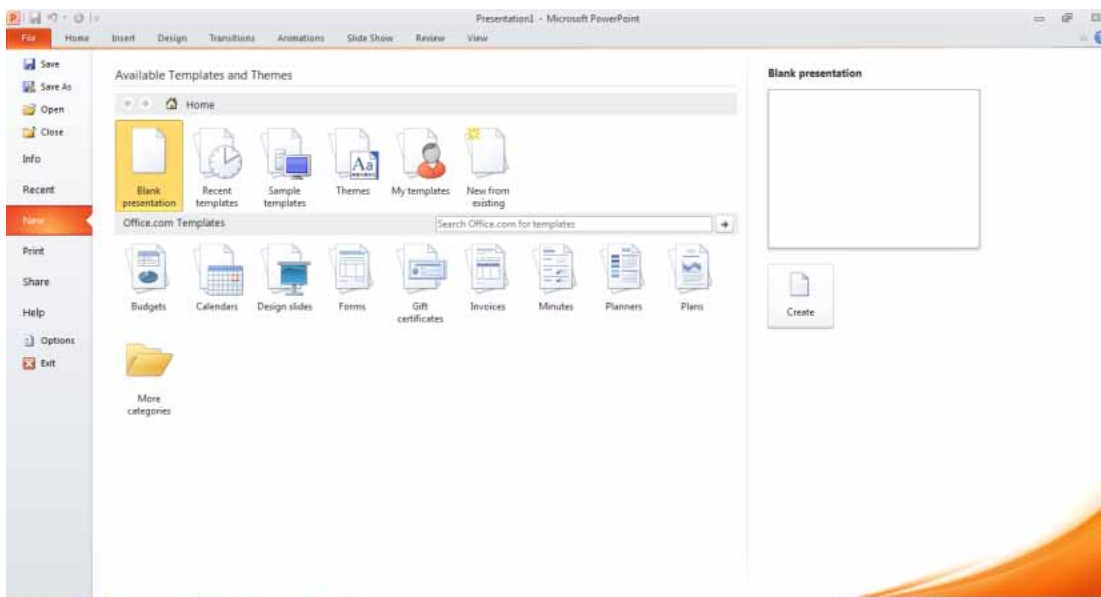 Presentation1 - Microsoft PowerPoint
File Home Insert Design Transitions Animations Slide Show Review View
Save
Save As
Open
Close
Info
Recent
New
Print
Share
Help
Options
Exit
Available Templates and Themes
Home
Blank presentation
Recent templates
Sample templates
Themes
My templates
New from existing
Office.com Templates
Search Office.com for templates
Budgets
Calendars
Design slides
Forms
Gift certificates
Invoices
Minutes
Planners
Plans
More categories
Blank presentation
Create